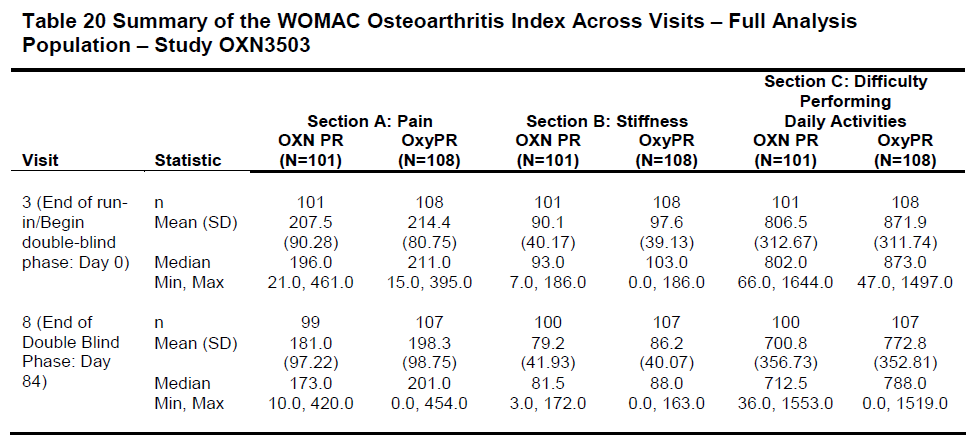 Table 20 Summary of the WOMAC Osteoarthritis Index Across Visits – Full Analysis
Population – Study OXN3503
Section C: Difficulty
Performing
Section A: Pain Section B: Stiffness Daily Activities
OXN PR OxyPR OXN PR OxyPR OXN PR OxyPR
Visit Statistic (N=101) (N=108) (N=101) (N=108) (N=101) (N=108)
3 (End of run- n 101 108 101 108 101 108
in/Begin Mean (SD) 207.5 214.4 90.1 97.6 806.5 871.9
double-blind (90.28) (80.75) (40.17) (39.13) (312.67) (311.74)
phase: Day 0) Median 196.0 211.0 93.0 103.0 802.0 873.0
Min, Max 21.0, 461.0 15.0, 395.0 7.0, 186.0 0.0, 186.0 66.0, 1644.0 47.0, 1497.0
8 (End of n 99 107 100 107 100 107
Double Blind Mean (SD) 181.0 198.3 79.2 86.2 700.8 772.8
Phase: Day (97.22) (98.75) (41.93) (40.07) (356.73) (352.81)
84) Median 173.0 201.0 81.5 88.0 712.5 788.0
Min, Max 10.0, 420.0 0.0, 454.0 3.0, 172.0 0.0, 163.0 36.0, 1553.0 0.0, 1519.0